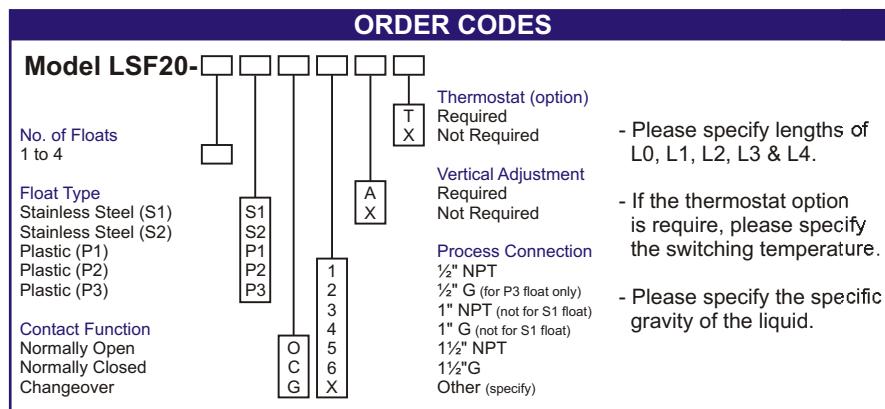 ORDER CODES
Model LSF20-
No. of Floats
1 to 4
Float Type
Stainless Steel (S1)
Stainless Steel (S2)
Plastic (P1)
Plastic (P2)
Plastic (P3)
Contact Function
Normally Open
Normally Closed
Changeover
S1
S2
P1
P2
P3
O
C
G
1
2
3
4
5
6
X
A
X
T
X
Thermostat (option)
Required
Not Required
Vertical Adjustment
Required
Not Required
Process Connection
½" NPT
½" G (for P3 float only)
1" NPT (not for S1 float)
1" G (not for S1 float)
1½" NPT
1½"G
Other (specify)
- Please specify lengths of
L0, L1, L2, L3 & L4.
- If the thermostat option
is require, please specify
the switching temperature.
- Please specify the specific
gravity of the liquid.